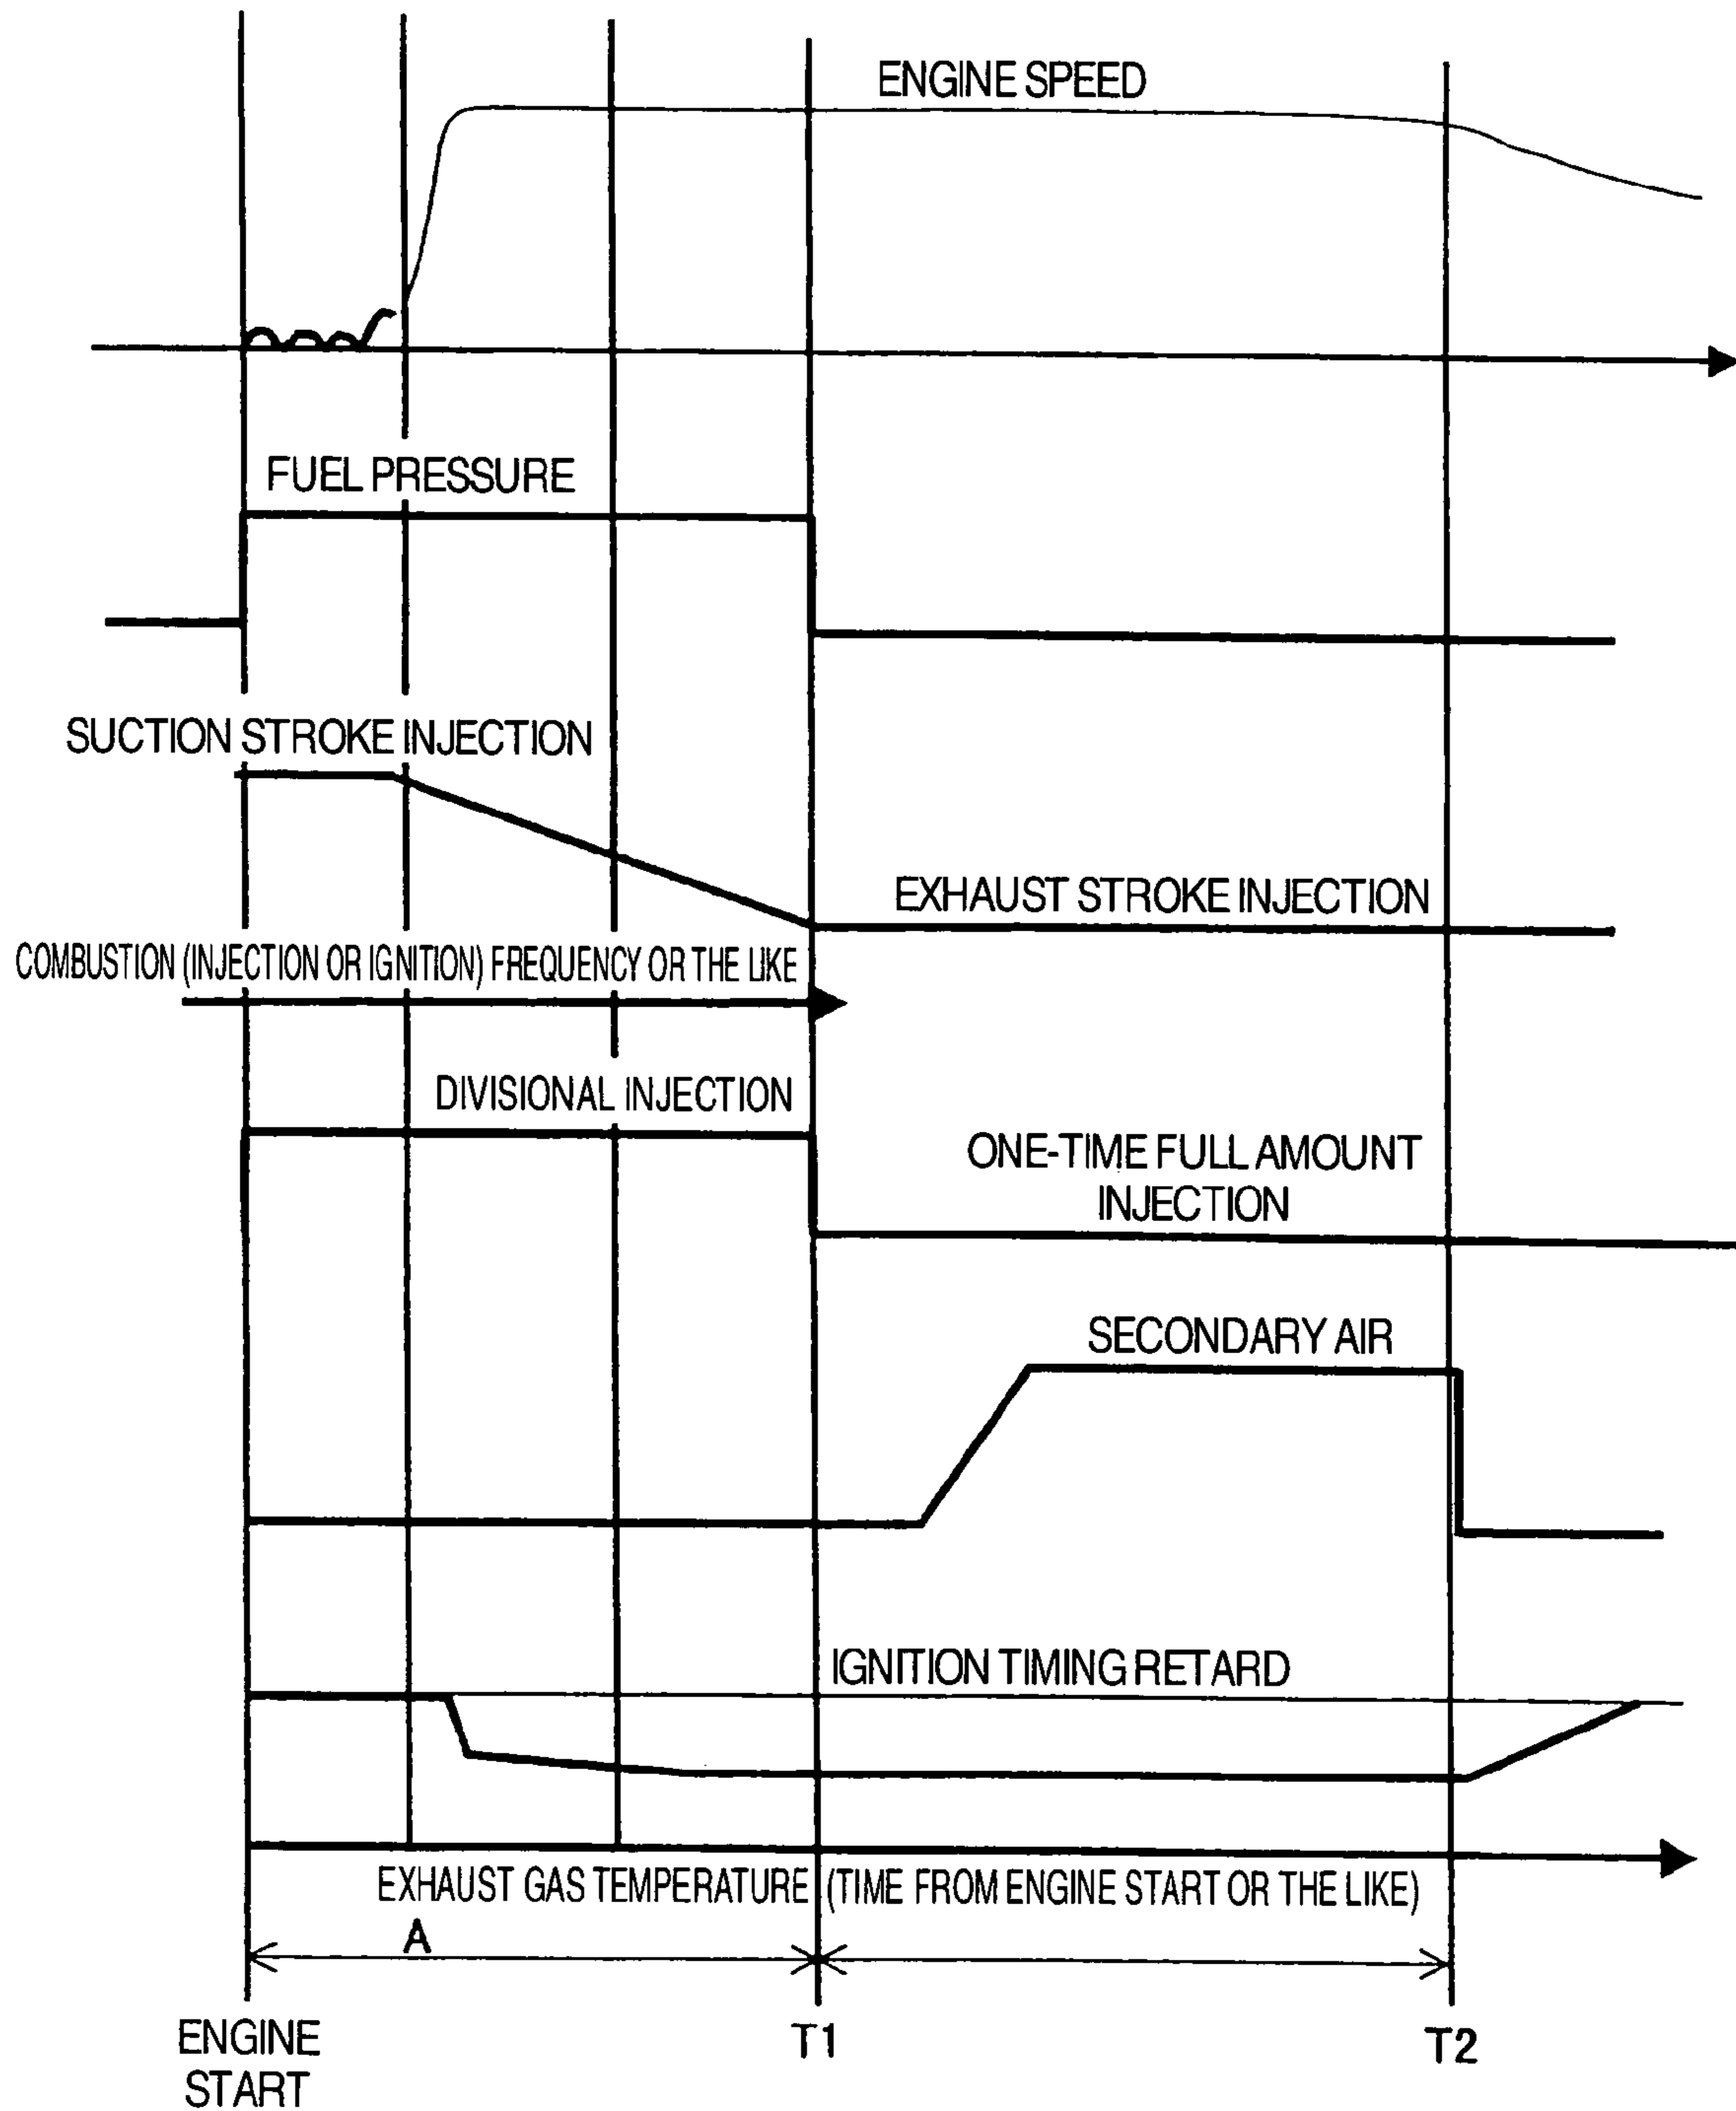 ENGINE SPEED
FUEL PRESSURE
SUCTION STROKE INJECTION
EXHAUST STROKE INJECTION
COMBUSTION (INJECTION OR IGNITION) FREQUENCY OR THE LIKE
DIVISIONAL INJECTION
ONE-TIME FULL AMOUNT
INJECTION
SECONDARY AIR
IGNITION TIMING RETARD
EXHAUST GAS TEMPERATURE (TIME FROM ENGINE START OR THE LIKE)
A
ENGINE
START
T1
T2